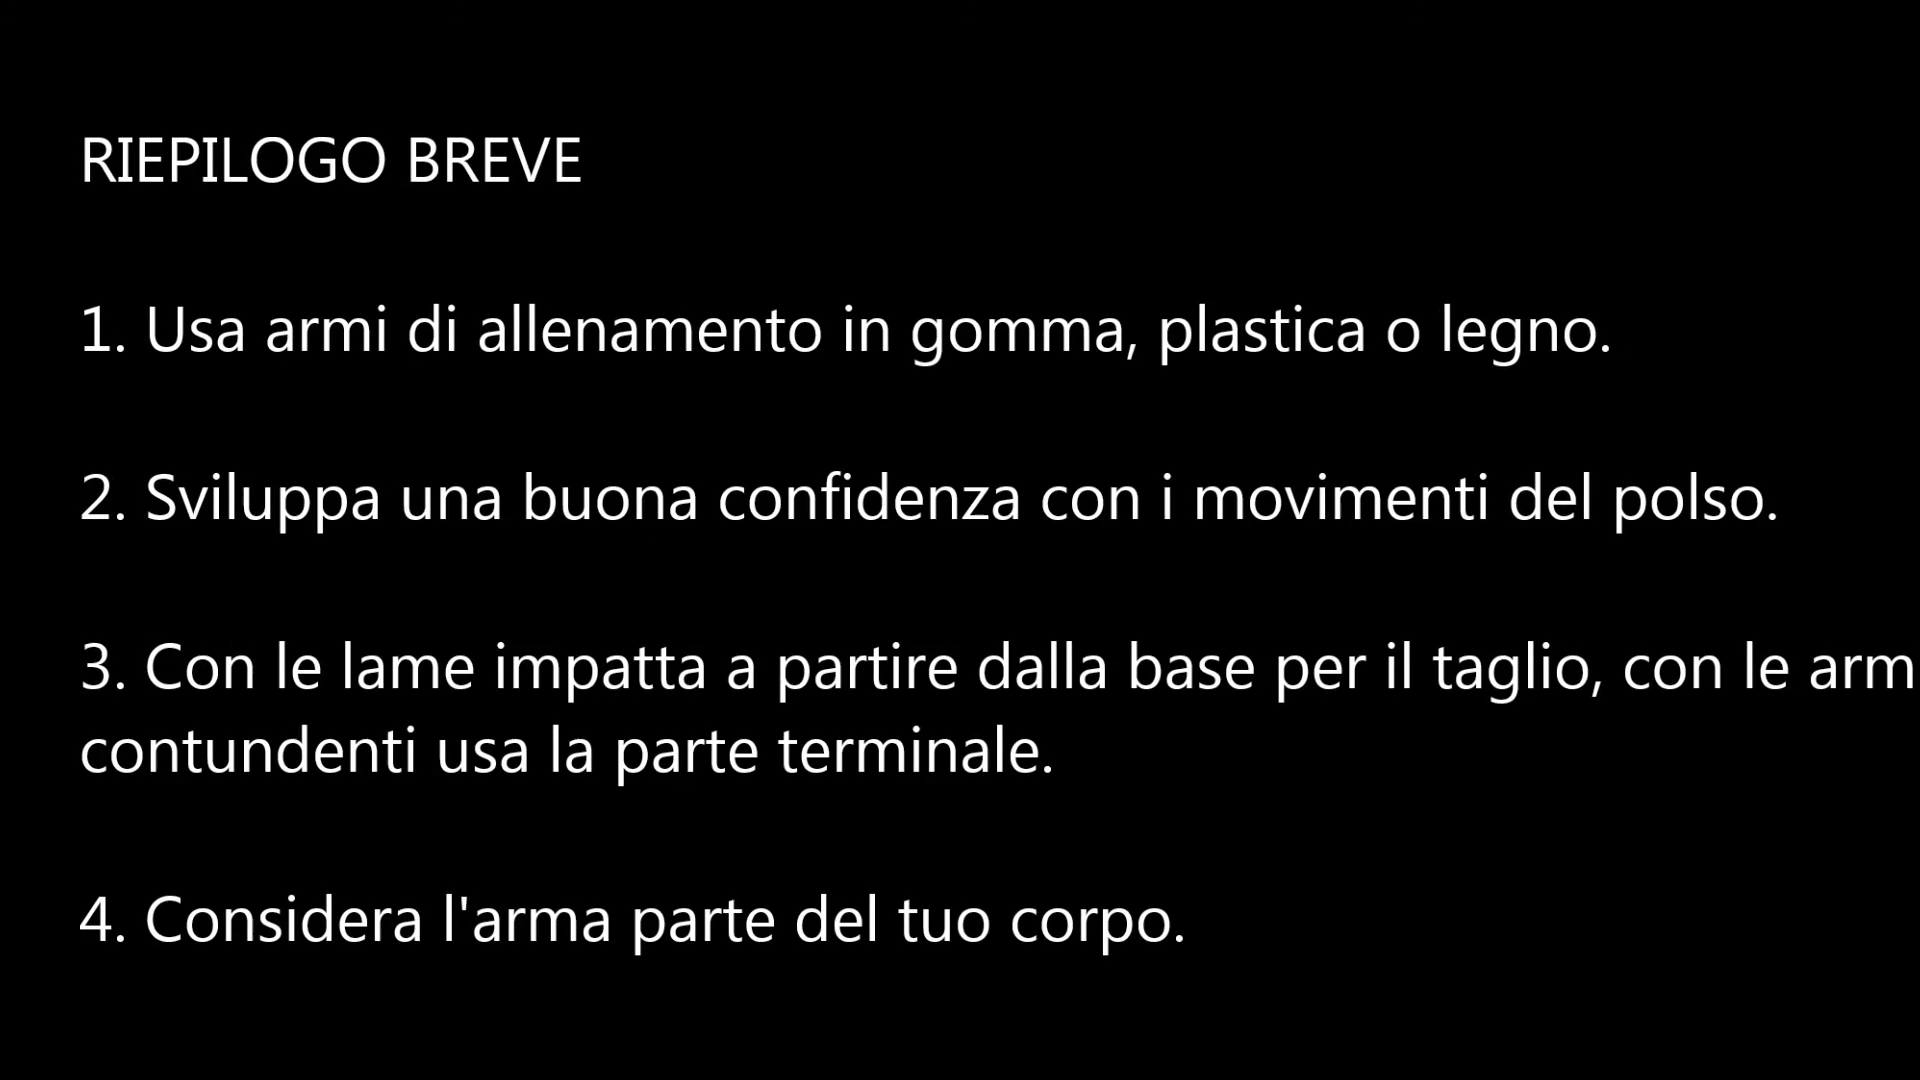 RIEPILOGO BREVE
1. Usa armi di allenamento in gomma, plastica o legno.
2. Sviluppa una buona confidenza con i movimenti del polso.
3. Con le lame impatta a partire dalla base per il taglio, con le arm
contundenti usa la parte terminale.
4. Considera l'arma parte del tuo corpo.